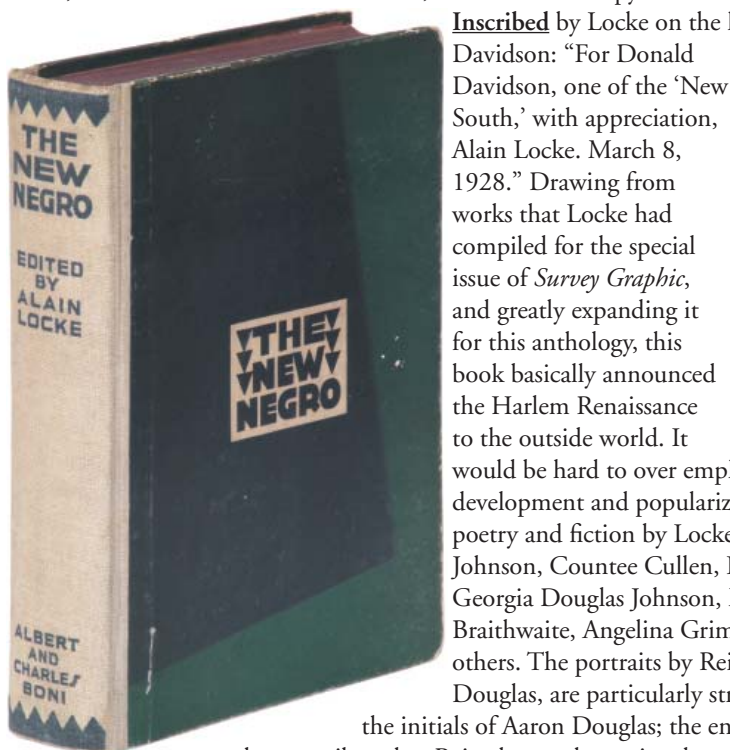 Inscribed by Locke on the
Davidson: “For Donald
Davidson, one of the ‘New
South,’ with appreciation,
Alain Locke. March 8,
1928.” Drawing from
works that Locke had
compiled for the special
issue of Survey Graphic,
and greatly expanding it
for this anthology, this
book basically announced
the Harlem Renaissance
to the outside world. It
would be hard to over
development and
poetry and fiction by Locke
Johnson, Countee Cullen,
Georgia Douglas Johnson,
Braithwaite, Angelina
others. The portraits by
Douglas, are particularly
the initials of Aaron Douglas; the
THE
NEW
NEGRO
EDITED
BY
ALAIN
LOCKE
ALBERT
AND
CHARLES
BONI
THE
NEW
NEGRO